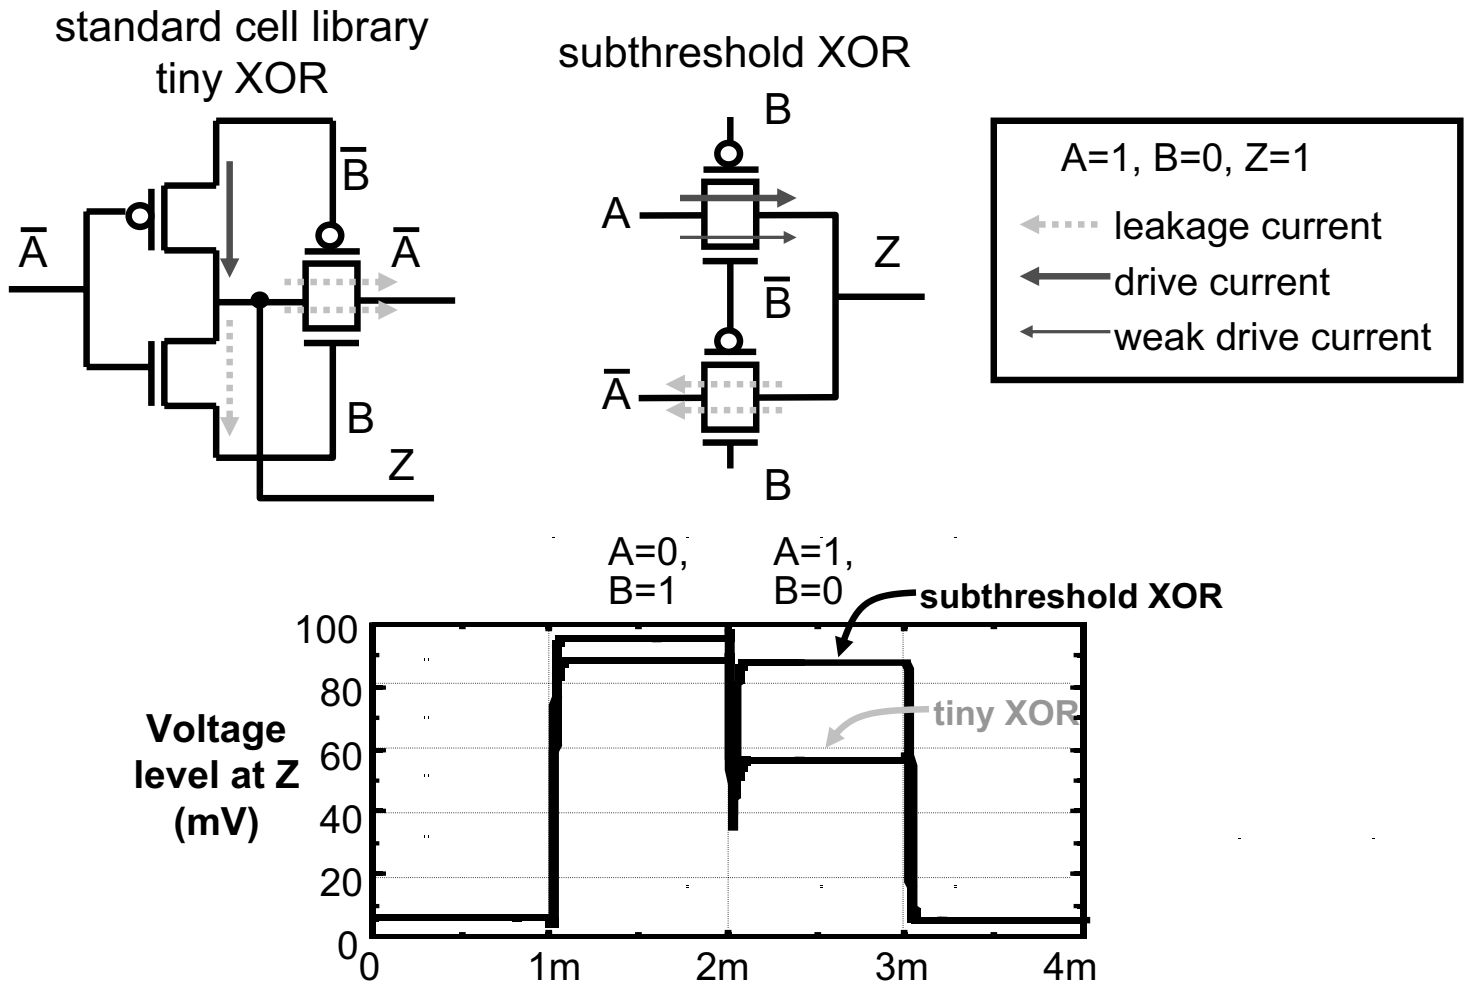 standard cell library
tiny XOR
subthreshold XOR
B
B̅
A̅
A̅
B
Z
A
B̅
Z
A̅
B
A=1, B=0, Z=1
leakage current
drive current
weak drive current
A=0,
B=1
A=1,
B=0
subthreshold XOR
tiny XOR
Voltage
level at Z
(mV)
100
80
60
40
20
0
0 1m 2m 3m 4m